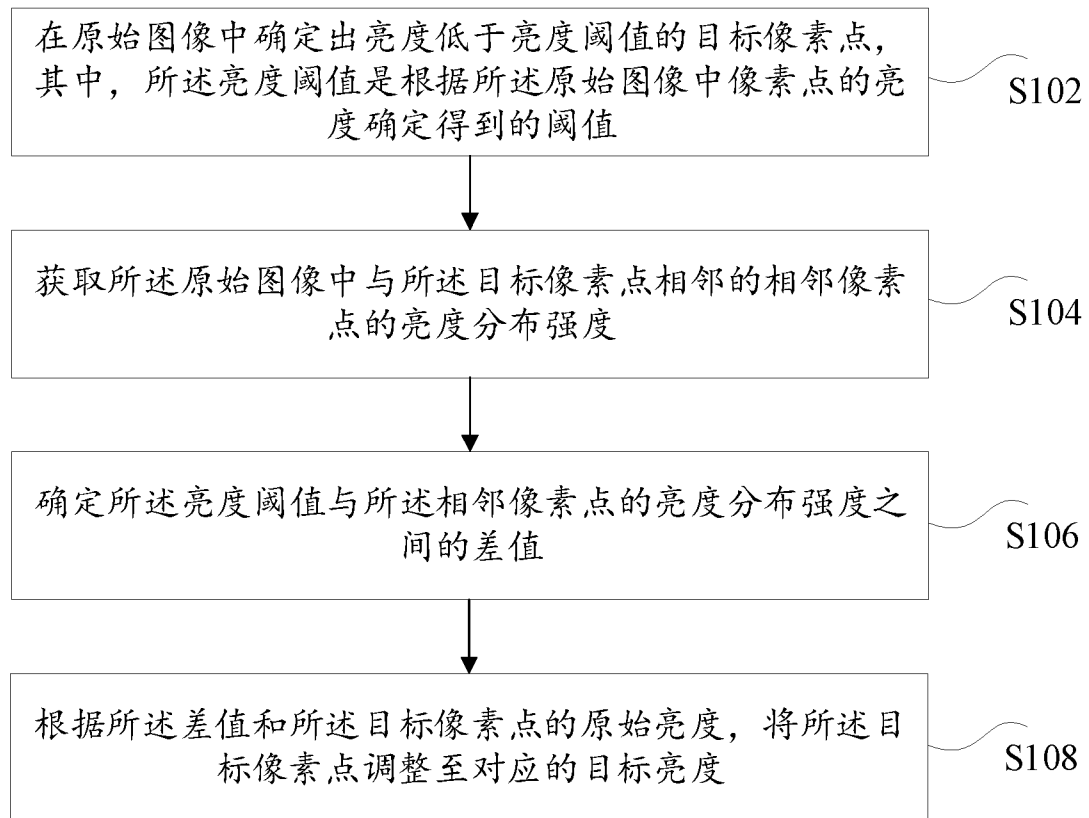 在原始图像中确定出亮度低于亮度阈值的目标像素点，
其中，所述亮度阈值是根据所述原始图像中像素点的亮
度确定得到的阈值
S102
获取所述原始图像中与所述目标像素点相邻的相邻像素
点的亮度分布强度
S104
确定所述亮度阈值与所述相邻像素点的亮度分布强度之
间的差值
S106
根据所述差值和所述目标像素点的原始亮度，将所述目
标像素点调整至对应的目标亮度
S108